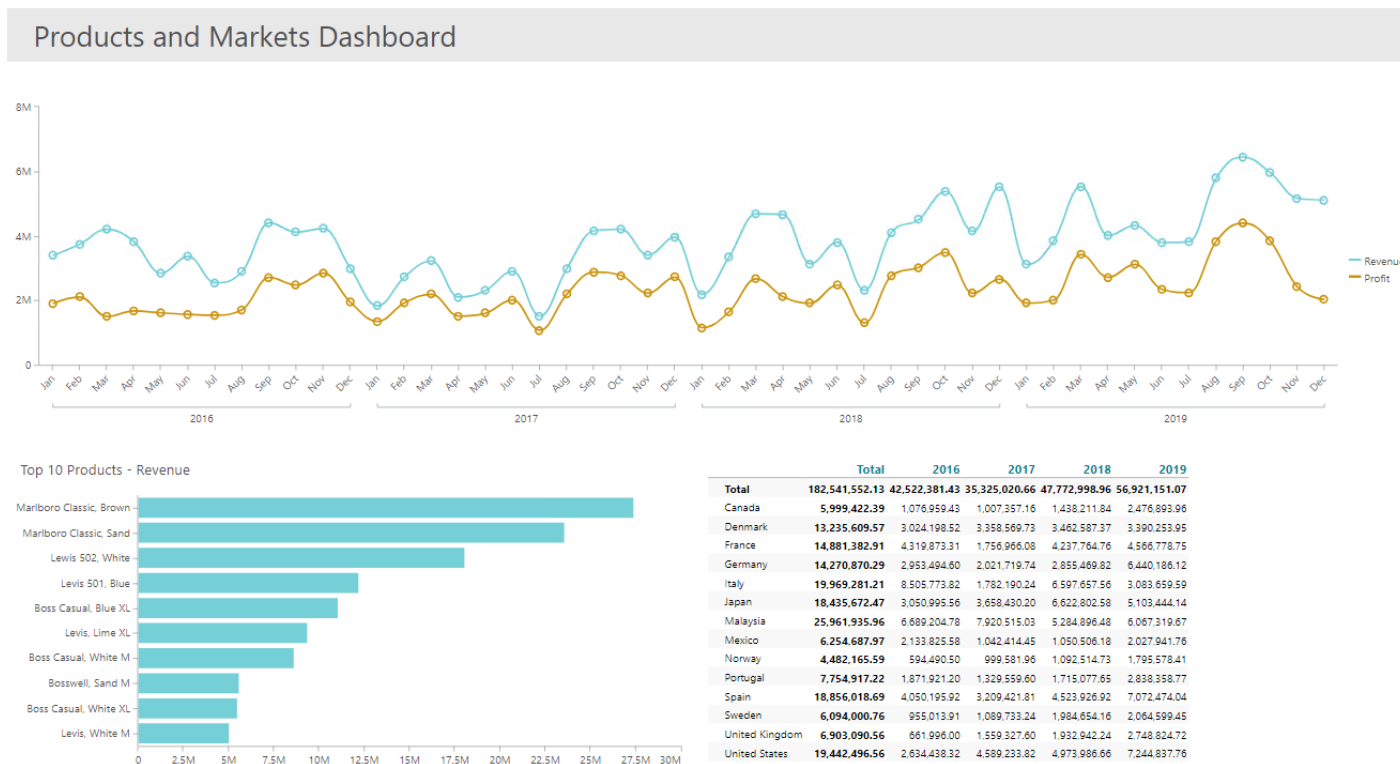 Products and Markets Dashboard
8M
6M
4M
2M
0
Jan Feb Mar Apr May Jun Jul Aug Sep Oct Nov Dec Jan Feb Mar Apr May Jun Jul Aug Sep Oct Nov Dec Jan Feb Mar Apr May Jun Jul Aug Sep Oct Nov Dec Jan Feb Mar Apr May Jun Jul Aug Sep Oct Nov Dec
2016 2017 2018 2019
Revenue
Profit
Top 10 Products - Revenue
Marlboro Classic, Brown
Marlboro Classic, Sand
Lewis 502, White
Levis 501, Blue
Boss Casual, Blue XL
Levis, Lime XL
Boss Casual, White M
Bosswell, Sand M
Boss Casual, White XL
Levis, White M
0 2.5M 5M 7.5M 10M 12.5M 15M 17.5M 20M 22.5M 25M 27.5M 30M
Total 2016 2017 2018 2019
Total 182,541,552.13 42,522,381.43 35,325,020.66 47,772,998.96 56,921,151.07
Canada 5,999,422.39 1,076,959.43 1,007,357.16 1,438,211.84 2,476,893.96
Denmark 13,235,609.57 3,024,198.52 3,358,569.73 3,462,587.37 3,390,253.95
France 14,881,382.91 4,319,873.31 1,756,966.08 4,237,764.76 4,566,778.75
Germany 14,270,870.29 2,953,494.60 2,021,719.74 2,855,469.82 6,440,186.12
Italy 19,969,281.21 8,505,773.82 1,782,190.24 6,597,657.56 3,083,659.59
Japan 18,435,672.47 3,050,995.56 3,658,430.20 6,622,802.58 5,103,444.14
Malaysia 25,961,935.96 6,689,204.78 7,920,515.03 5,284,896.48 6,067,319.67
Mexico 6,254,687.97 2,133,825.58 1,042,414.45 1,050,506.18 2,027,941.76
Norway 4,482,165.59 594,490.50 999,581.96 1,092,514.73 1,795,578.41
Portugal 7,754,917.22 1,871,921.20 1,329,559.60 1,715,077.65 2,838,358.77
Spain 18,856,018.69 4,050,195.92 3,209,421.81 4,523,926.92 7,072,474.04
Sweden 6,094,000.76 955,013.91 1,089,733.24 1,984,654.16 2,064,599.45
United Kingdom 6,903,090.56 661,996.00 1,559,327.60 1,932,942.24 2,748,824.72
United States 19,442,496.56 2,634,438.32 4,589,233.82 4,973,986.66 7,244,837.76